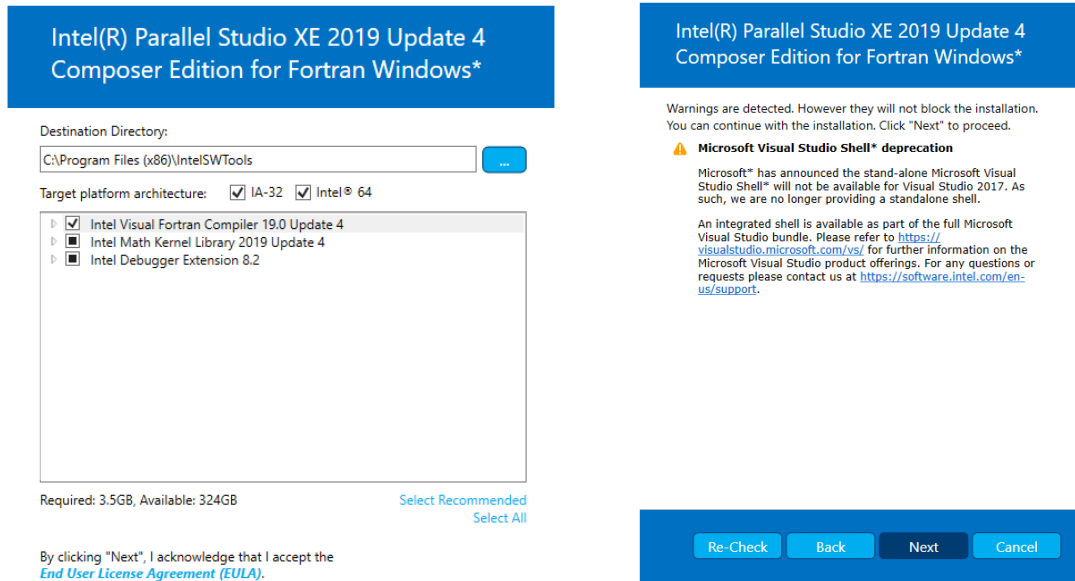 Intel(R) Parallel Studio XE 2019 Update 4
Composer Edition for Fortran Windows*
Destination Directory:
C:\Program Files (x86)\IntelSWTools
...
Target platform architecture: IA-32 Intel® 64
Intel Visual Fortran Compiler 19.0 Update 4
Intel Math Kernel Library 2019 Update 4
Intel Debugger Extension 8.2
Required: 3.5GB, Available: 324GB
Select Recommended
Select All
By clicking "Next", I acknowledge that I accept the
End User License Agreement (EULA).
Intel(R) Parallel Studio XE 2019 Update 4
Composer Edition for Fortran Windows*
Warnings are detected. However they will not block the installation.
You can continue with the installation. Click "Next" to proceed.
Microsoft Visual Studio Shell* deprecation
Microsoft* has announced the stand-alone Microsoft Visual
Studio Shell* will not be available for Visual Studio 2017. As
such, we are no longer providing a standalone shell.
An integrated shell is available as part of the full Microsoft
Visual Studio bundle. Please refer to https://
visualstudio.microsoft.com/vs/ for further information on the
Microsoft Visual Studio product offerings. For any questions or
requests please contact us at https://software.intel.com/en-
us/support.
Re-Check Back Next Cancel